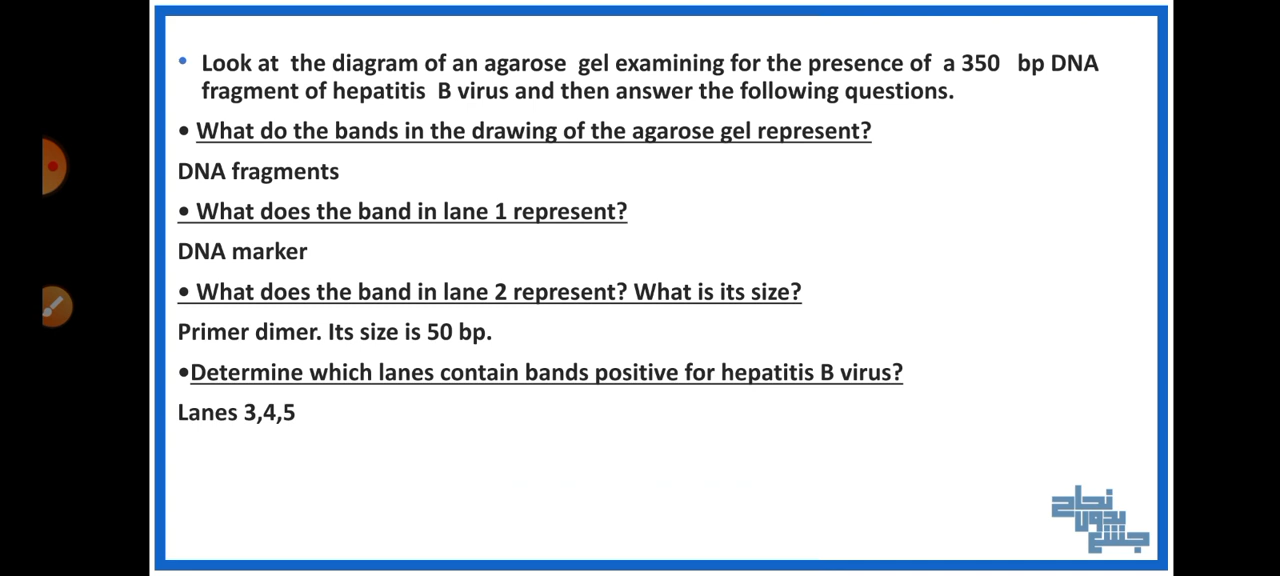 • Look at the diagram of an agarose gel examining for the presence of a 350 bp DNA
fragment of hepatitis B virus and then answer the following questions.
• What do the bands in the drawing of the agarose gel represent?
DNA fragments
• What does the band in lane 1 represent?
DNA marker
• What does the band in lane 2 represent? What is its size?
Primer dimer. Its size is 50 bp.
•Determine which lanes contain bands positive for hepatitis B virus?
Lanes 3,4,5
نجاح
بدون
جشع